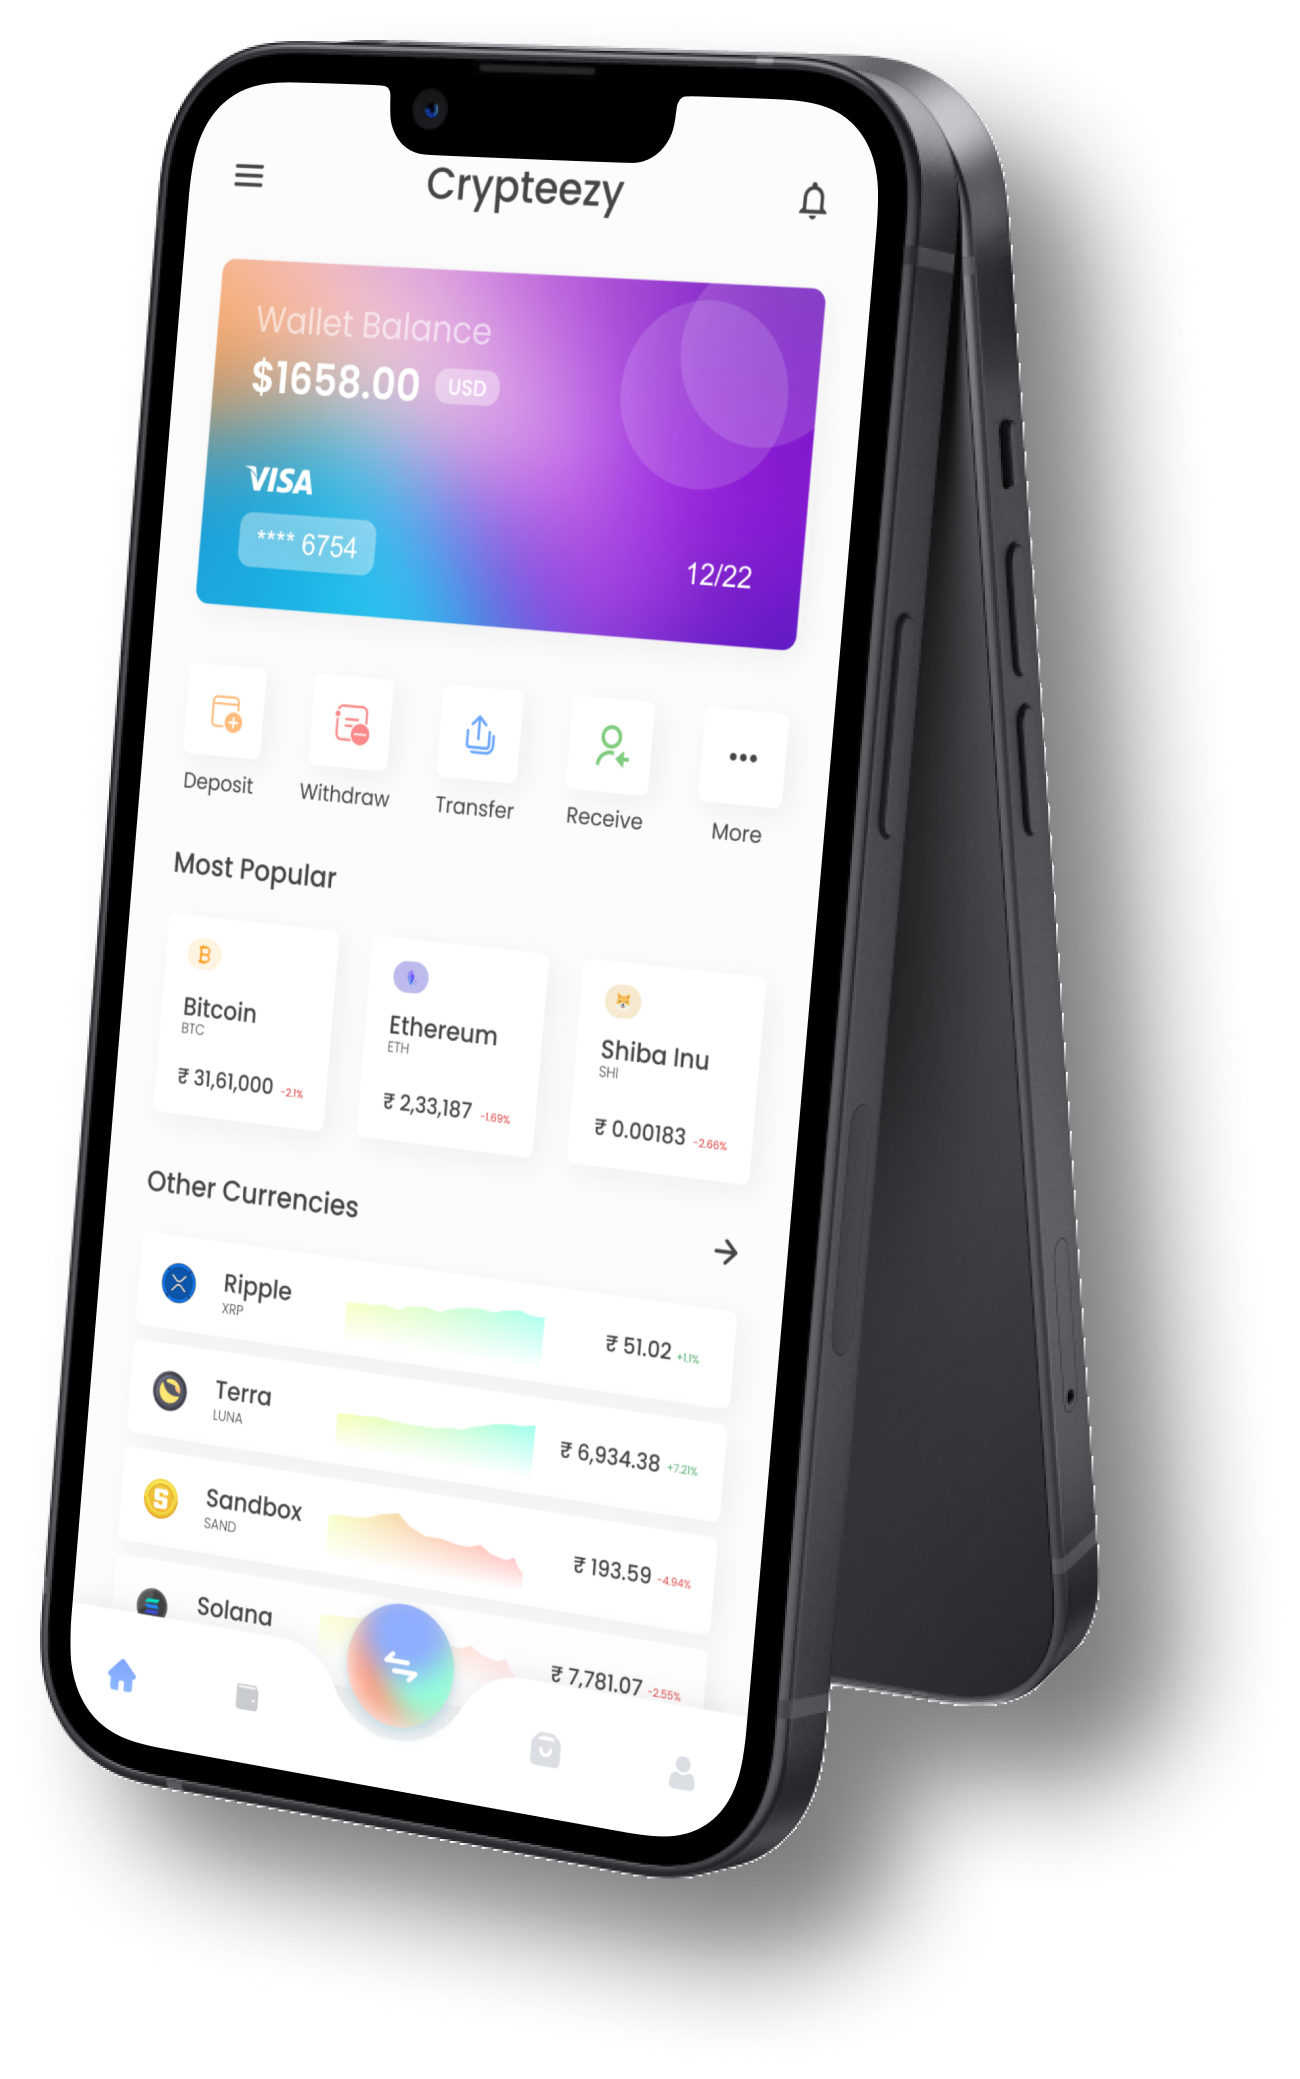 Crypteezy
Wallet Balance
$1658.00 USD
VISA
**** 6754
12/22
Deposit Withdraw Transfer Receive More
Most Popular
Bitcoin
BTC
₹ 31,61,000 -2.1%
Ethereum
ETH
₹ 2,33,187 -1.69%
Shiba Inu
SHI
₹ 0.00183 -2.66%
Other Currencies
Ripple
XRP
₹ 51.02 +1.1%
Terra
LUNA
₹ 6,934.38 +7.21%
Sandbox
SAND
₹ 193.59 -4.94%
Solana
₹ 7,781.07 -2.55%